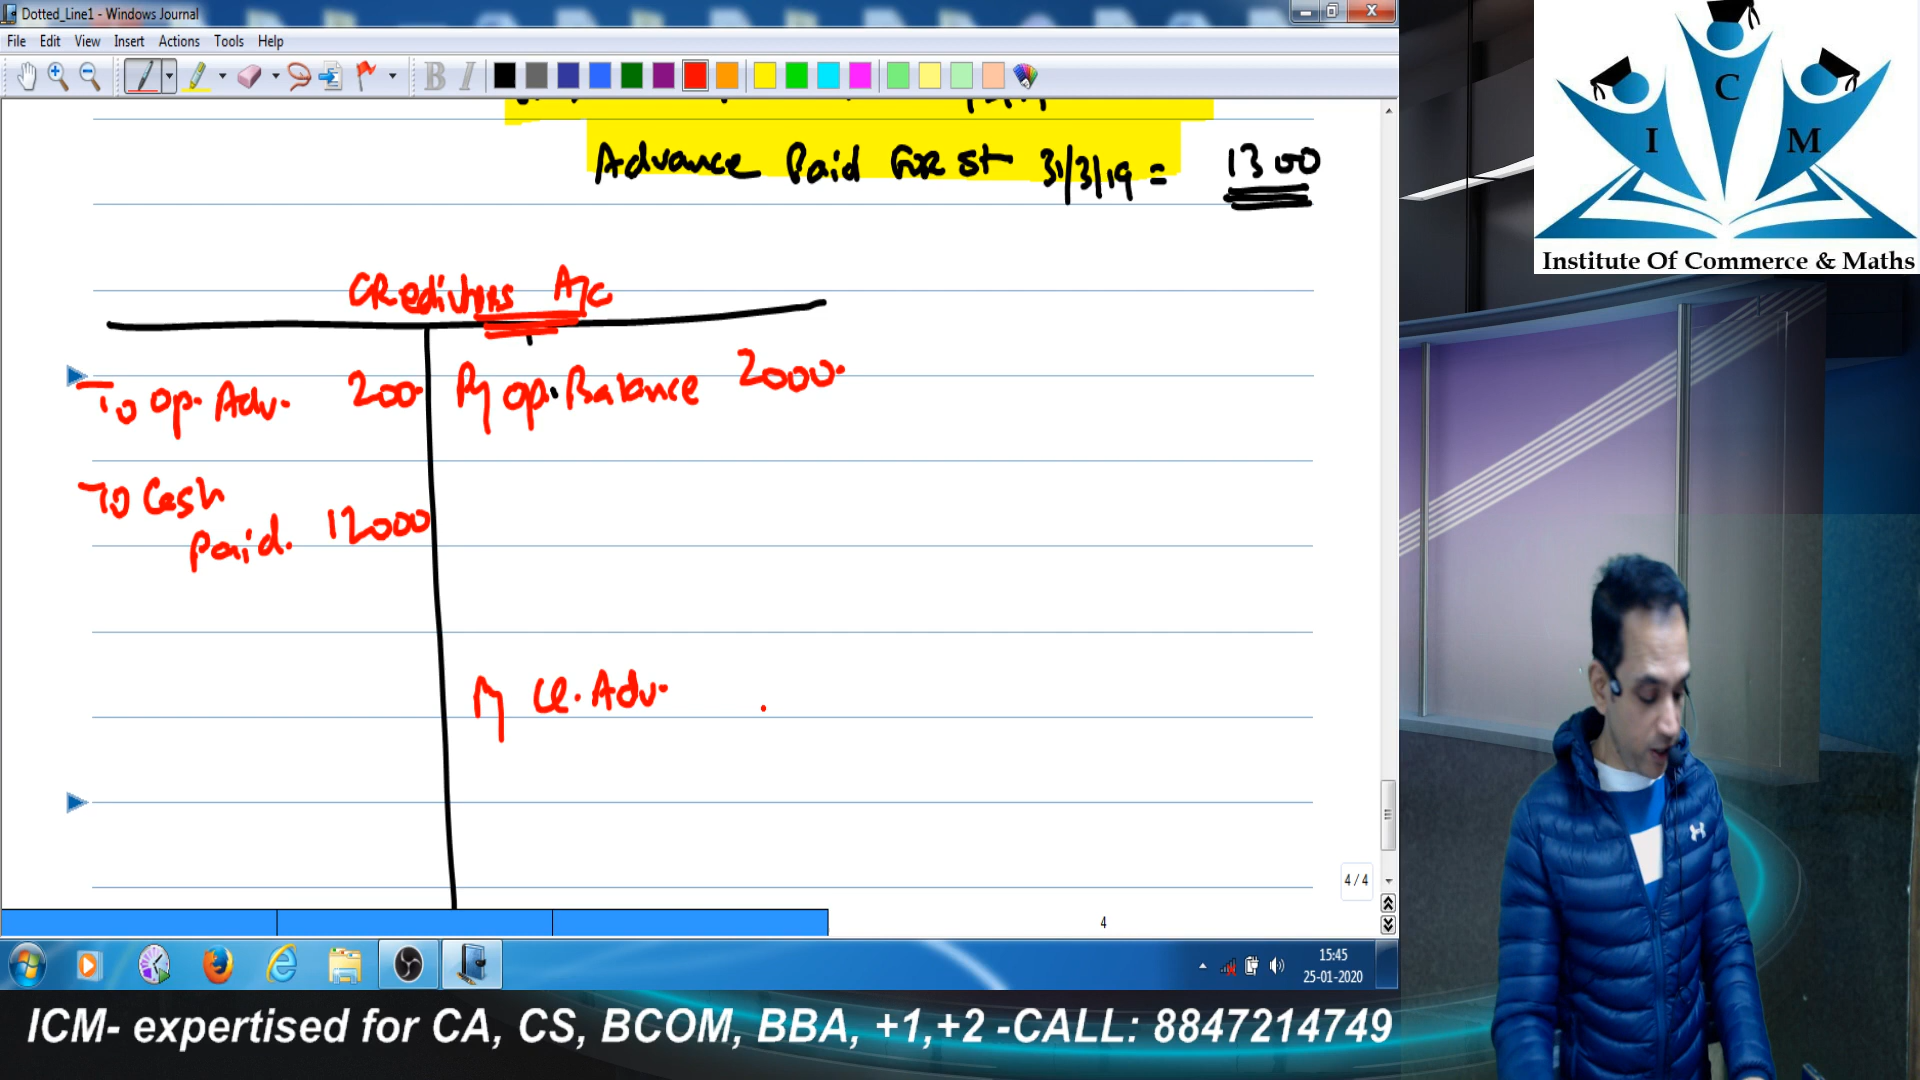 Dotted_Line1 - Windows Journal
File Edit View Insert Actions Tools Help
B I
Advance Paid for st 31/3/19 = 1300
Creditors A/c
To op. Adv. 200 By op. Balance 2000
To Cash
Paid. 12000
By Cl. Adv.
4 / 4
4
15:45
25-01-2020
I C M
Institute Of Commerce & Maths
ICM- expertised for CA, CS, BCOM, BBA, +1,+2 -CALL: 8847214749